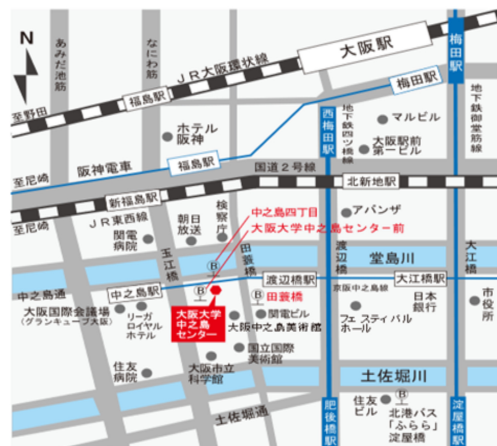 N
あみだ池筋
なにわ筋
JR大阪環状線
大阪駅
梅田駅
福島駅
梅田駅
至野田
ホテル
阪神
西梅田駅
地下鉄四ツ橋線
マルビル
大阪駅前
第一ビル
地下鉄御堂筋線
阪神電車
福島駅
国道2号線
至尼崎
新福島駅
北新地駅
JR東西線
関電
病院
朝日
放送
検察庁
中之島四丁目
大阪大学中之島センター前
アバンザ
至尼崎
玉江橋
田蓑橋
渡辺橋
堂島川
大江橋
中之島通
中之島駅
渡辺橋駅
大江橋駅
京阪中之島線
大阪国際会議場
(グランキューブ大阪)
リーガ
ロイヤル
ホテル
B
B
B
田蓑橋
関電ビル
大阪大学
中之島
センター
大阪中之島美術館
フェスティバル
ホール
日本
銀行
市役所
国立国際
美術館
住友
病院
大阪市立
科学館
土佐堀川
土佐堀通
肥後橋駅
住友
ビル
B
北港バス
「ふらら」
淀屋橋
淀屋橋駅